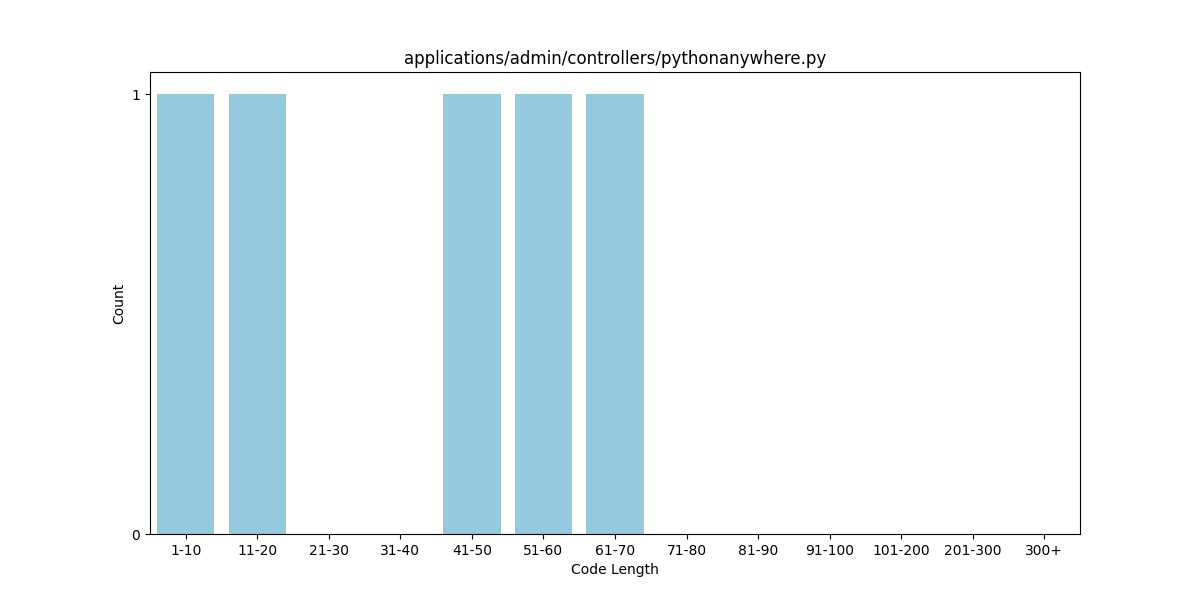 applications/admin/controllers/pythonanywhere.py
1
Count
0
1-10 11-20 21-30 31-40 41-50 51-60 61-70 71-80 81-90 91-100 101-200 201-300 300+
Code Length